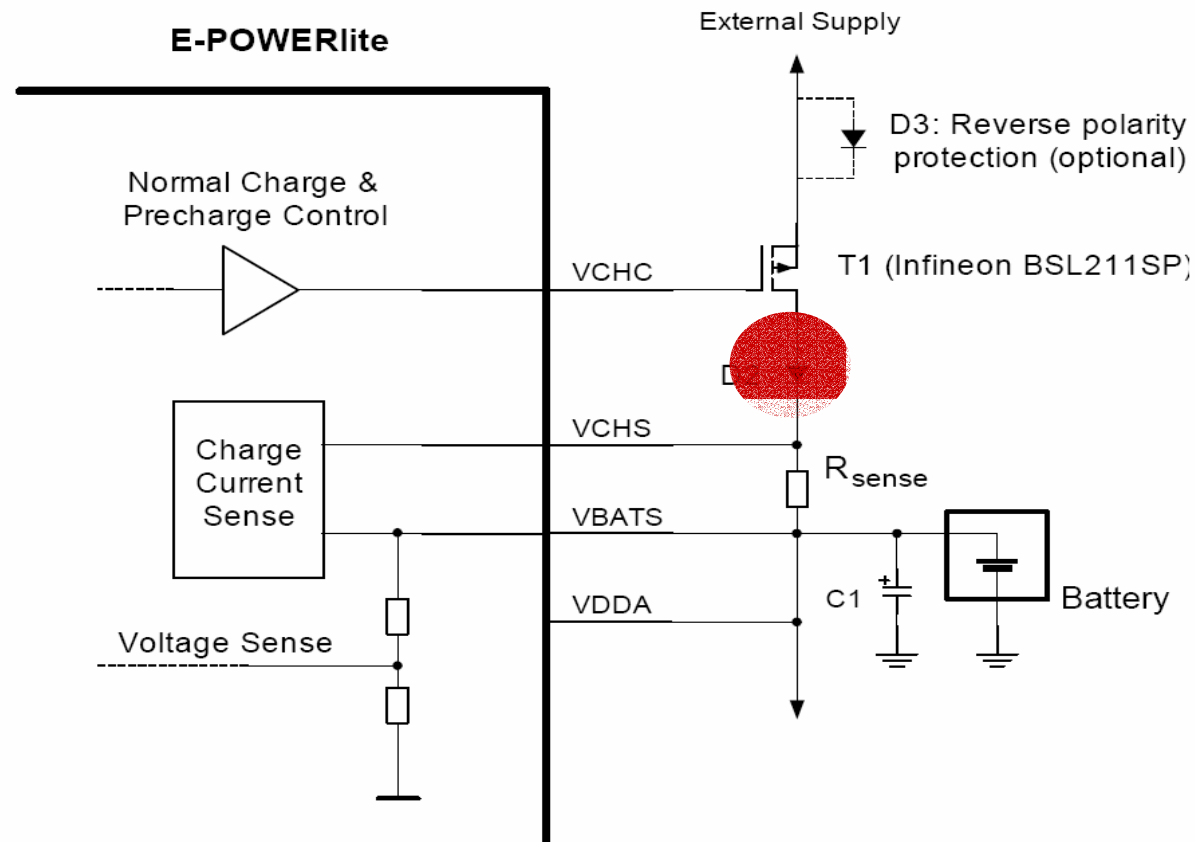 E-POWERlite
External Supply
D3: Reverse polarity
protection (optional)
Normal Charge &
Precharge Control
VCHC
T1 (Infineon BSL211SP)
VCHS
Charge
Current
Sense
Rsense
VBATS
C1
+
Battery
VDDA
Voltage Sense